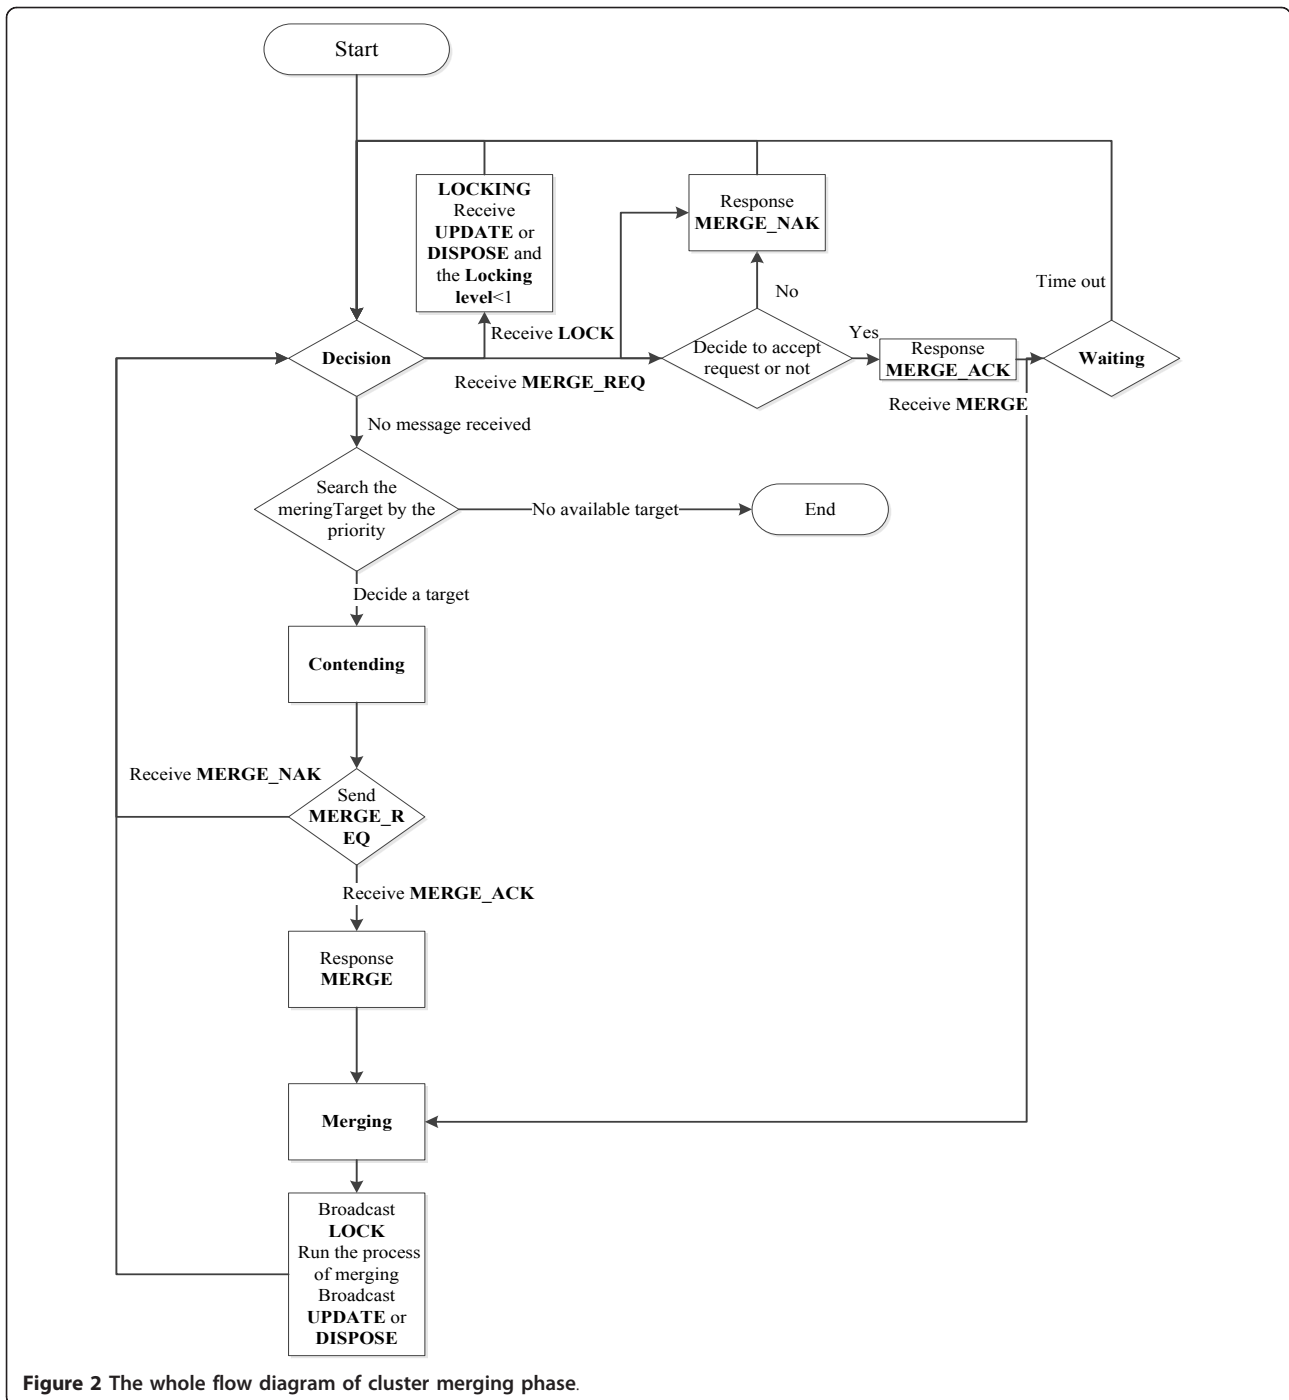 Start
LOCKING
Receive
UPDATE or
DISPOSE and
the Locking
level<1
Response
MERGE_NAK
Time out
No
Receive LOCK
Decision
Receive MERGE_REQ
Decide to accept
request or not
Yes
Response
MERGE_ACK
Waiting
Receive MERGE
No message received
Search the
meringTarget by the
priority
No available target
End
Decide a target
Contending
Receive MERGE_NAK
Send
MERGE_R
EQ
Receive MERGE_ACK
Response
MERGE
Merging
Broadcast
LOCK
Run the process
of merging
Broadcast
UPDATE or
DISPOSE
Figure 2 The whole flow diagram of cluster merging phase.